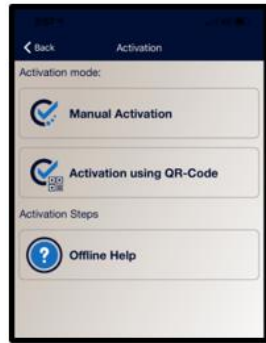 Back
Activation
Activation mode:
Manual Activation
Activation using QR-Code
Activation Steps
Offline Help